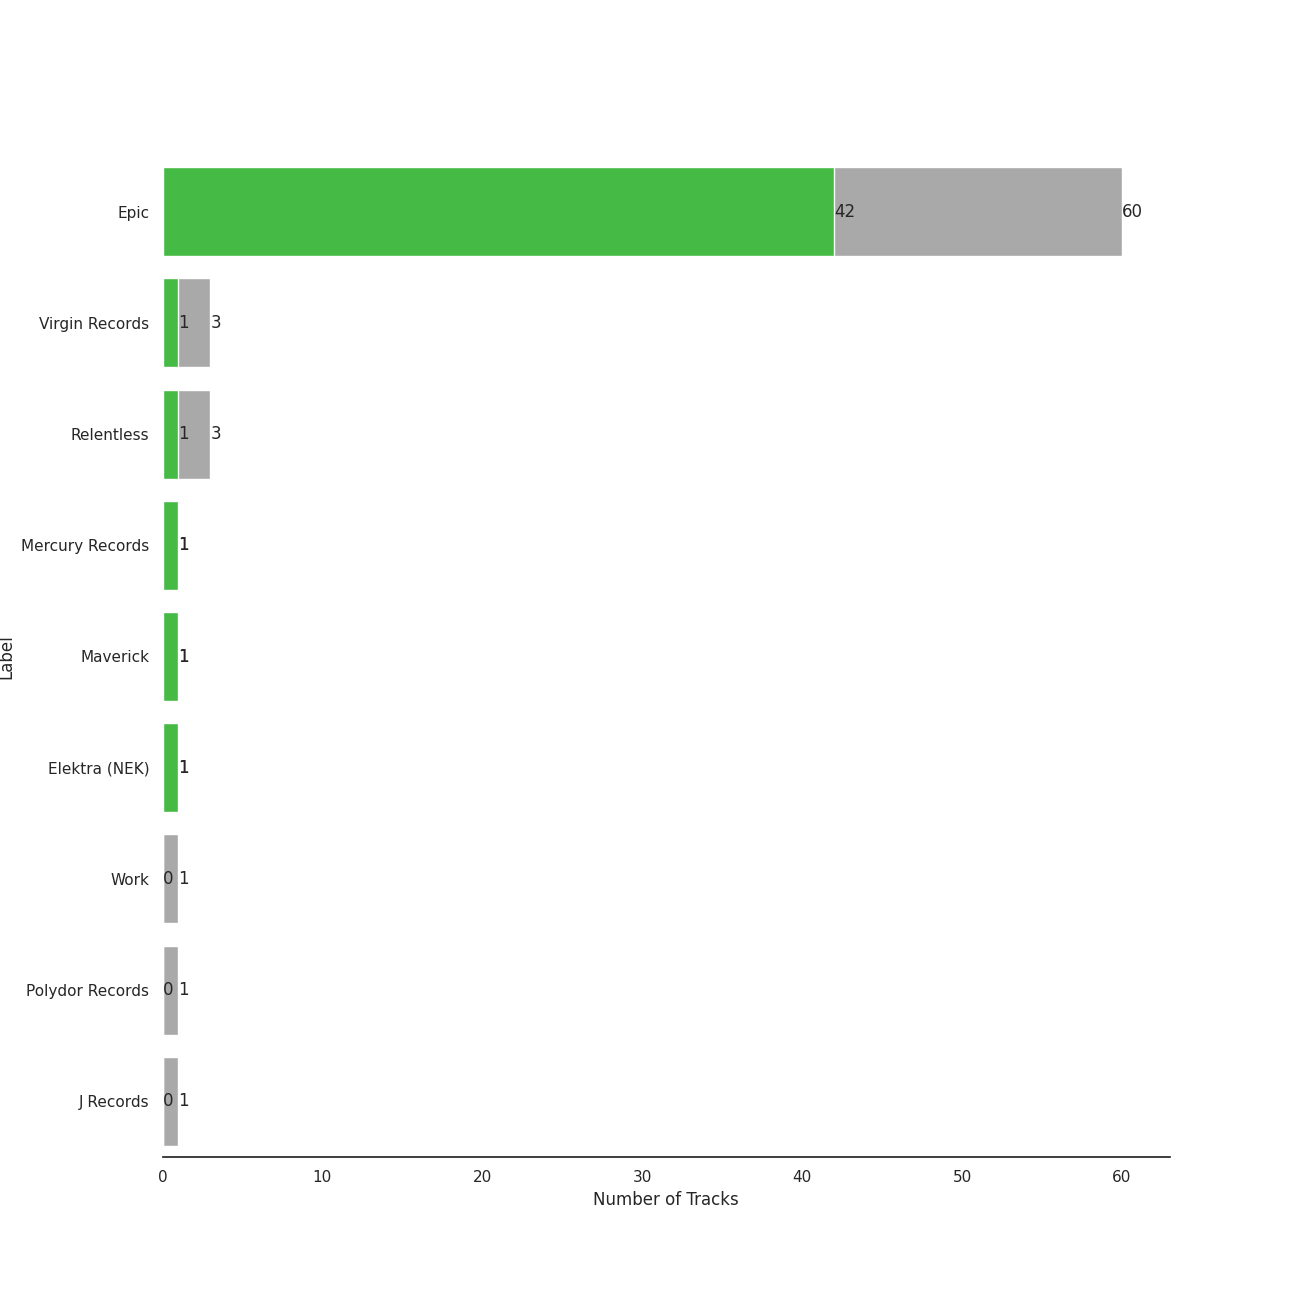 Epic 42 60
Virgin Records 1 3
Relentless 1 3
Mercury Records 1
Maverick 1
Elektra (NEK) 1
Work 0 1
Polydor Records 0 1
J Records 0 1
Label
0 10 20 30 40 50 60
Number of Tracks